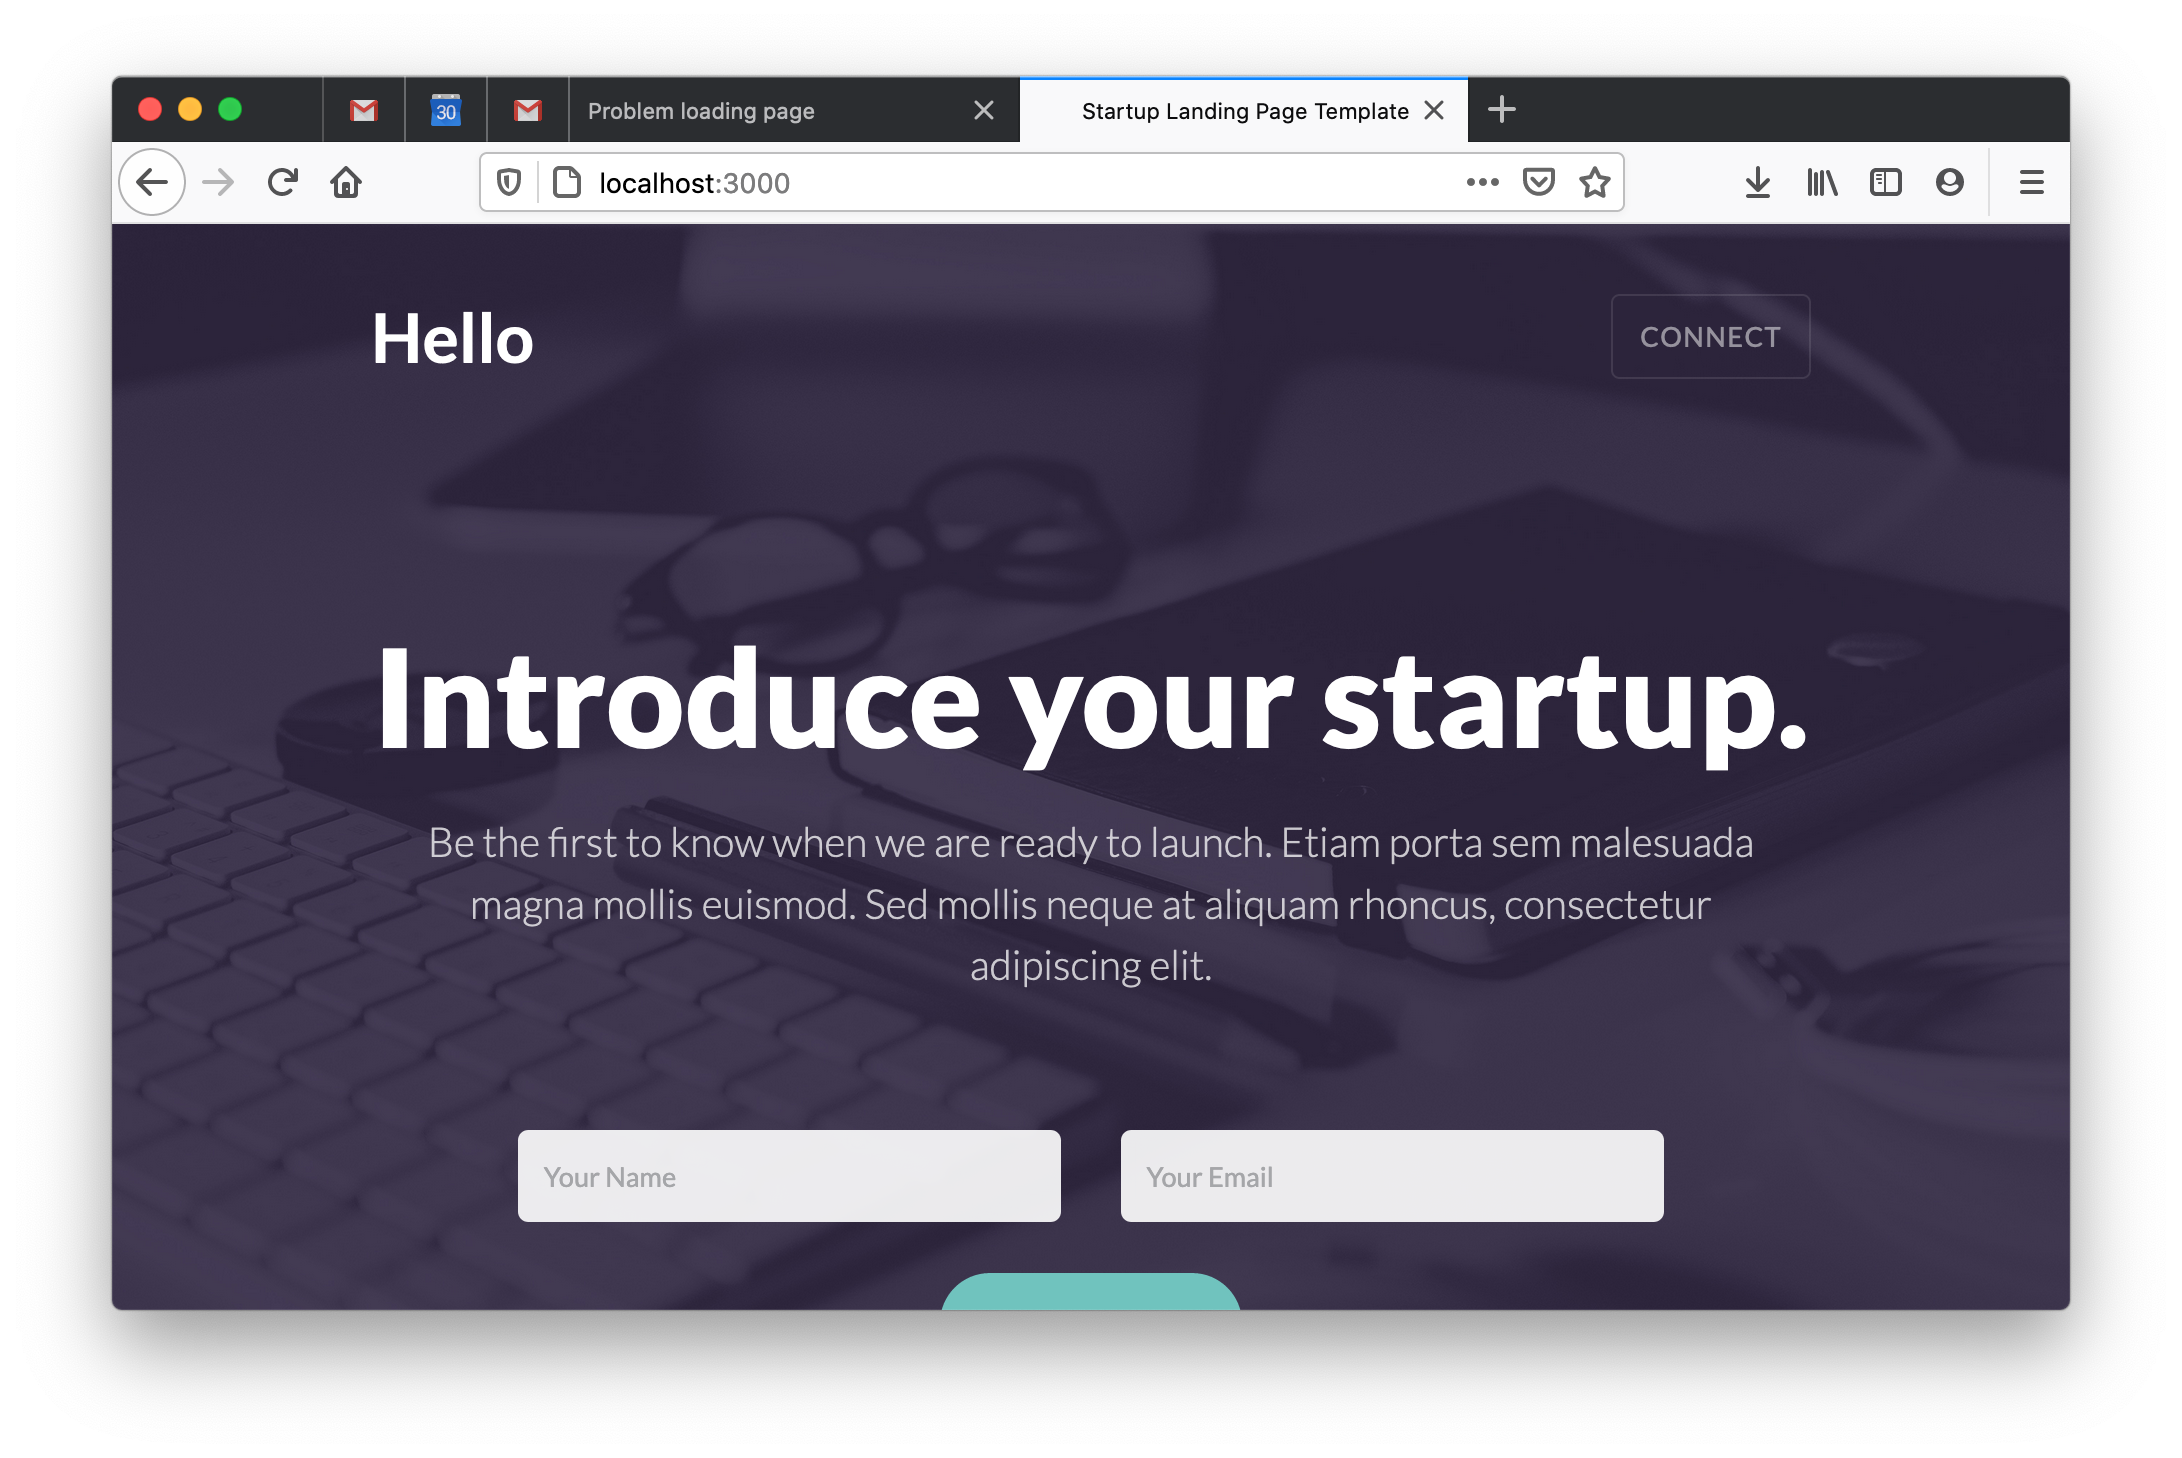 30
Problem loading page
Startup Landing Page Template
localhost:3000
Hello
CONNECT
Introduce your startup.
Be the first to know when we are ready to launch. Etiam porta sem malesuada
magna mollis euismod. Sed mollis neque at aliquam rhoncus, consectetur
adipiscing elit.
Your Name
Your Email